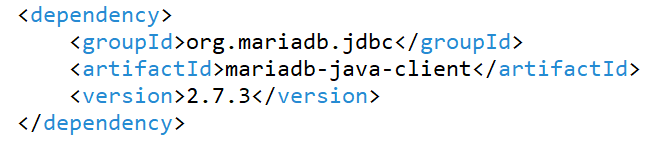 <dependency>
    <groupId>org.mariadb.jdbc</groupId>
    <artifactId>mariadb-java-client</artifactId>
    <version>2.7.3</version>
</dependency>